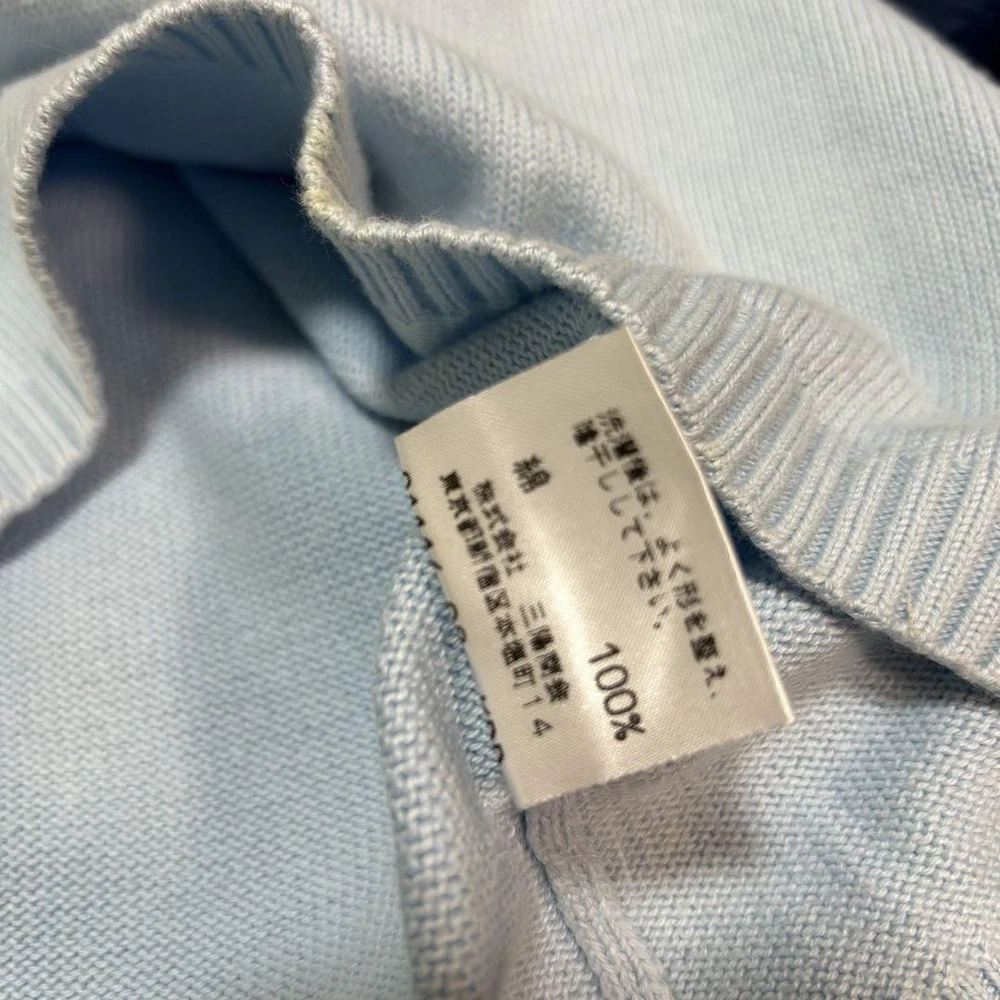 洗濯後は、よく形を整え、
陰干しして下さい。
綿 100%
株式会社 三陽商会
東京都新宿区本塩町14